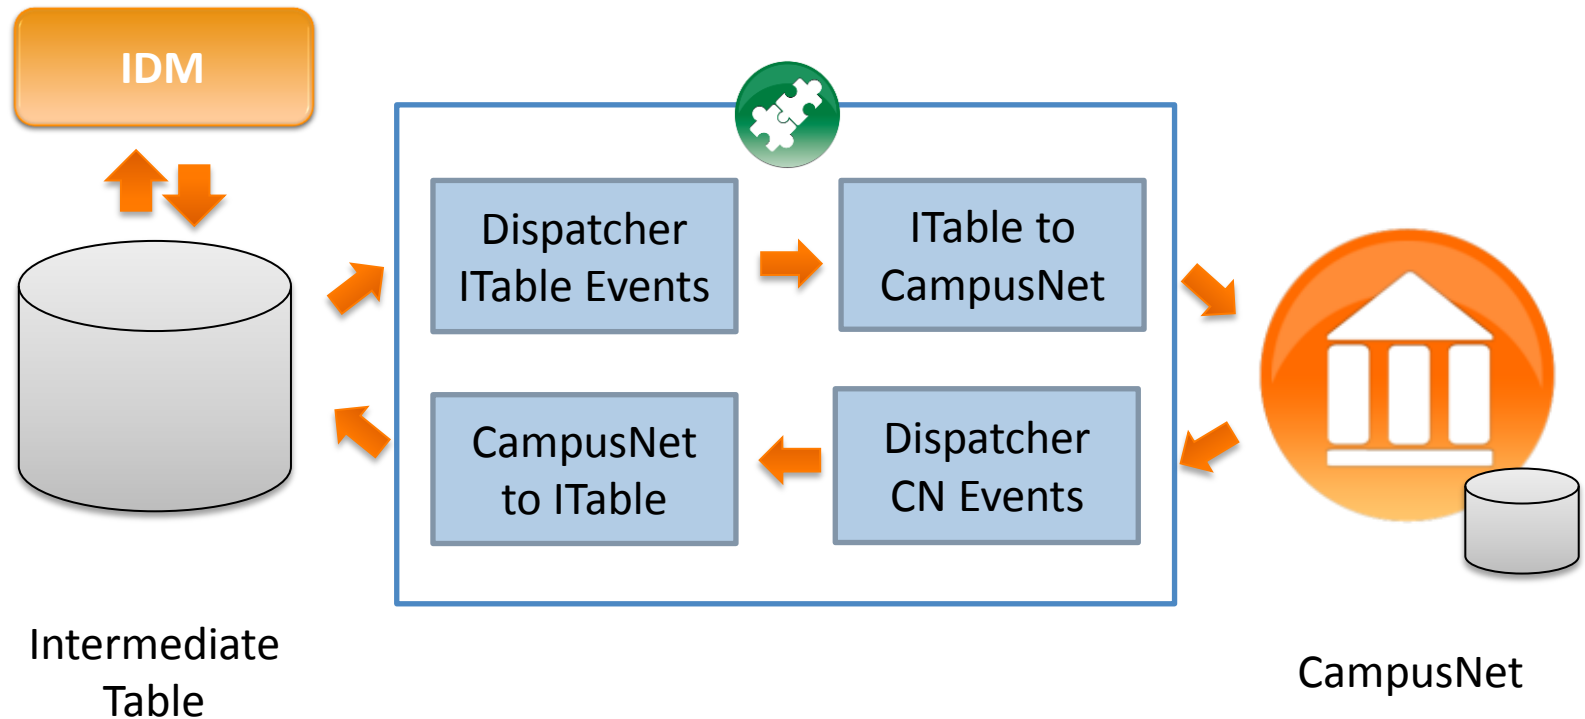 IDM
Dispatcher
ITable Events
ITable to
CampusNet
CampusNet
to ITable
Dispatcher
CN Events
Intermediate
Table
CampusNet